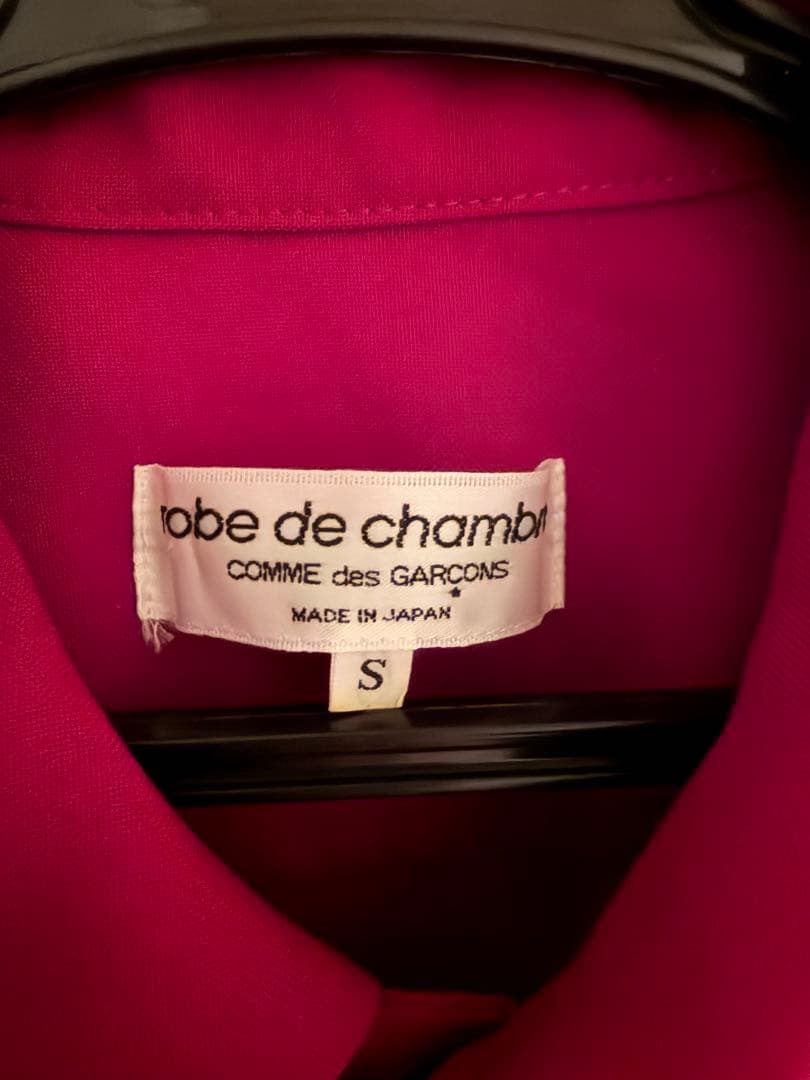 robe de chambr
COMME des GARÇONS
MADE IN JAPAN
S